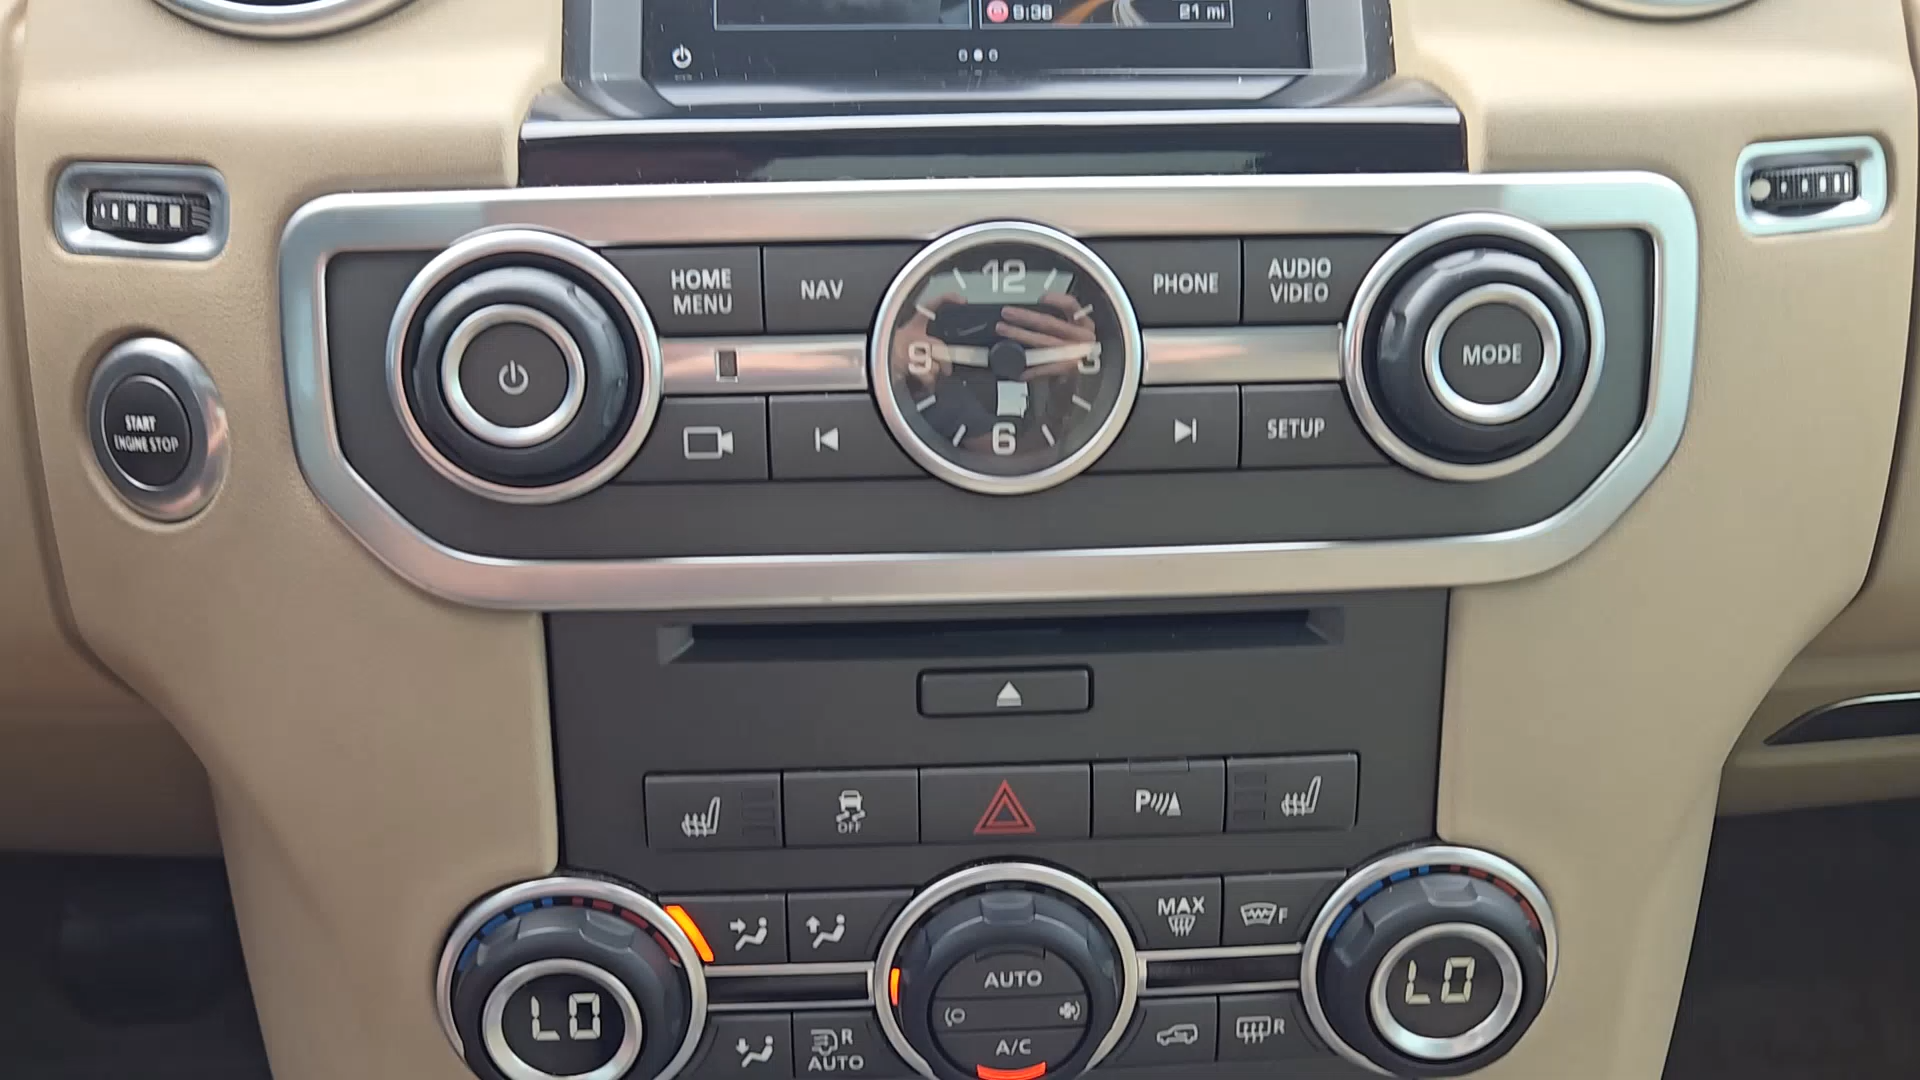 9:38
21 mi
HOME
MENU
NAV
12
PHONE
AUDIO
VIDEO
9
3
MODE
START
ENGINE STOP
6
SETUP
OFF
P
MAX
F
AUTO
LO
LO
A/C
R
AUTO
R